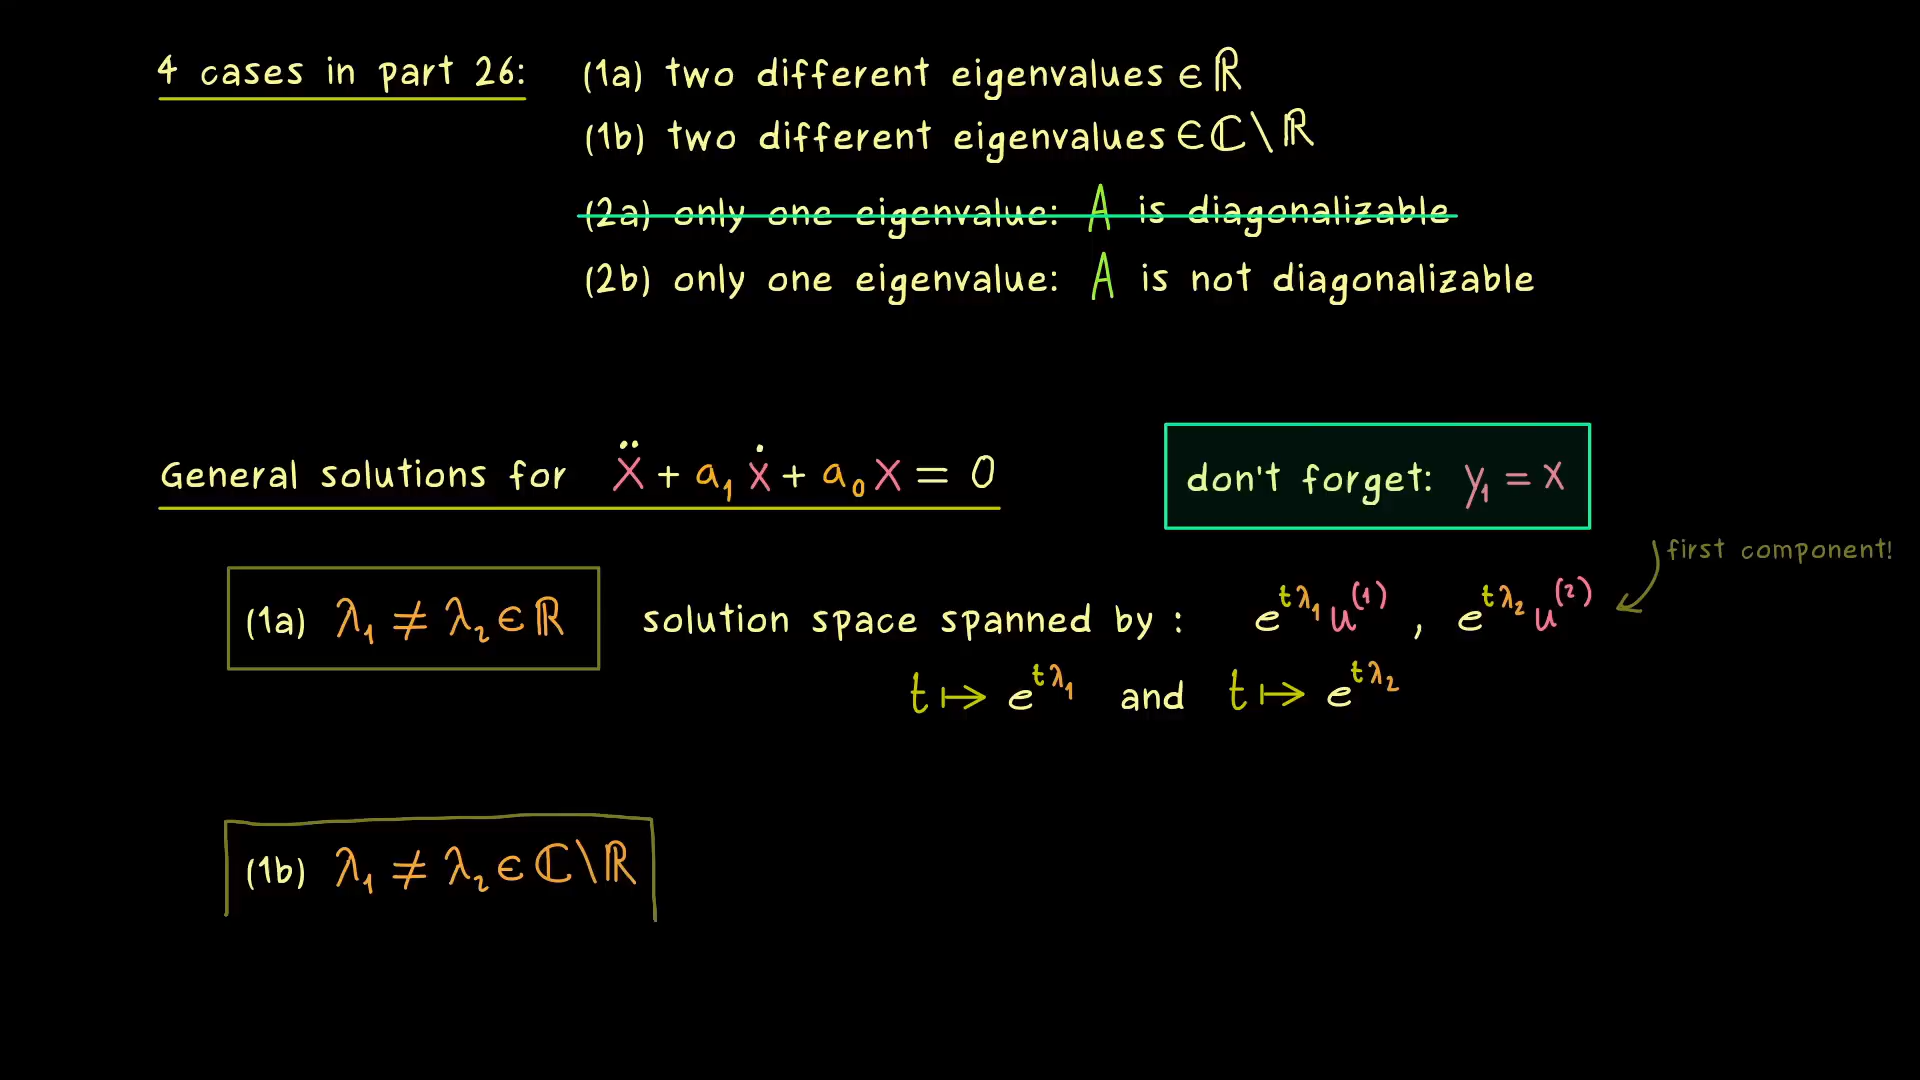 4 cases in part 26: (1a) two different eigenvalues ∈ ℝ
(1b) two different eigenvalues ∈ ℂ \ ℝ
(2a) only one eigenvalue: A is diagonalizable
(2b) only one eigenvalue: A is not diagonalizable
General solutions for ẍ + a₁ẋ + a₀x = 0
don't forget: y₁ = x
first component!
(1a) λ₁ ≠ λ₂ ∈ ℝ solution space spanned by : e^{tλ₁} u^{(1)} , e^{tλ₂} u^{(2)}
t ↦ e^{tλ₁} and t ↦ e^{tλ₂}
(1b) λ₁ ≠ λ₂ ∈ ℂ \ ℝ